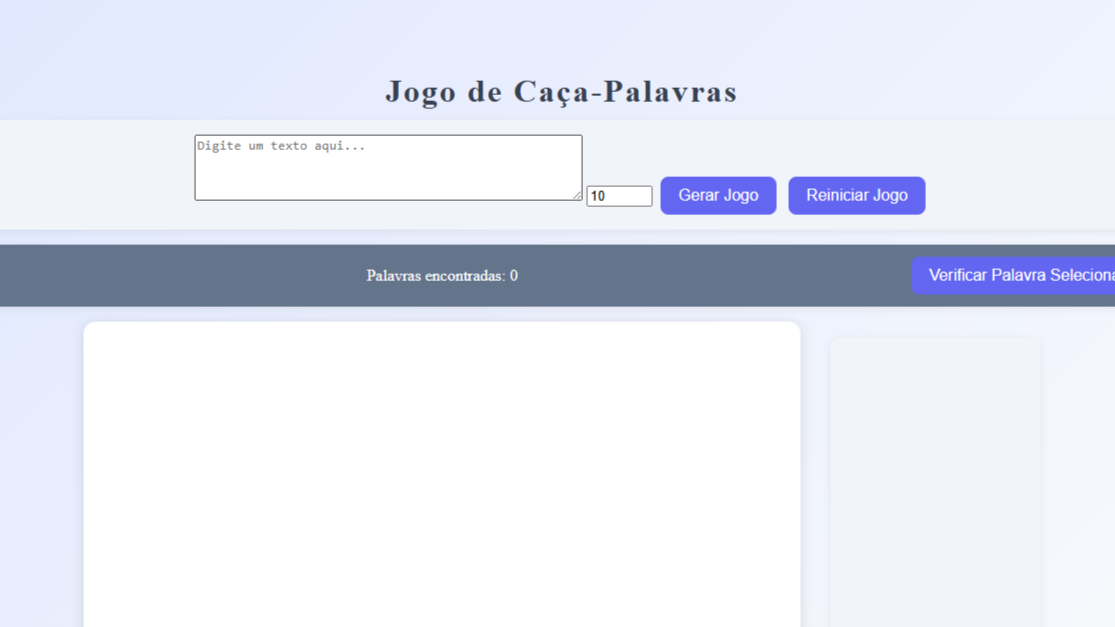 Jogo de Caça-Palavras
Digite um texto aqui...
10
Gerar Jogo
Reiniciar Jogo
Palavras encontradas: 0
Verificar Palavra Seleciona